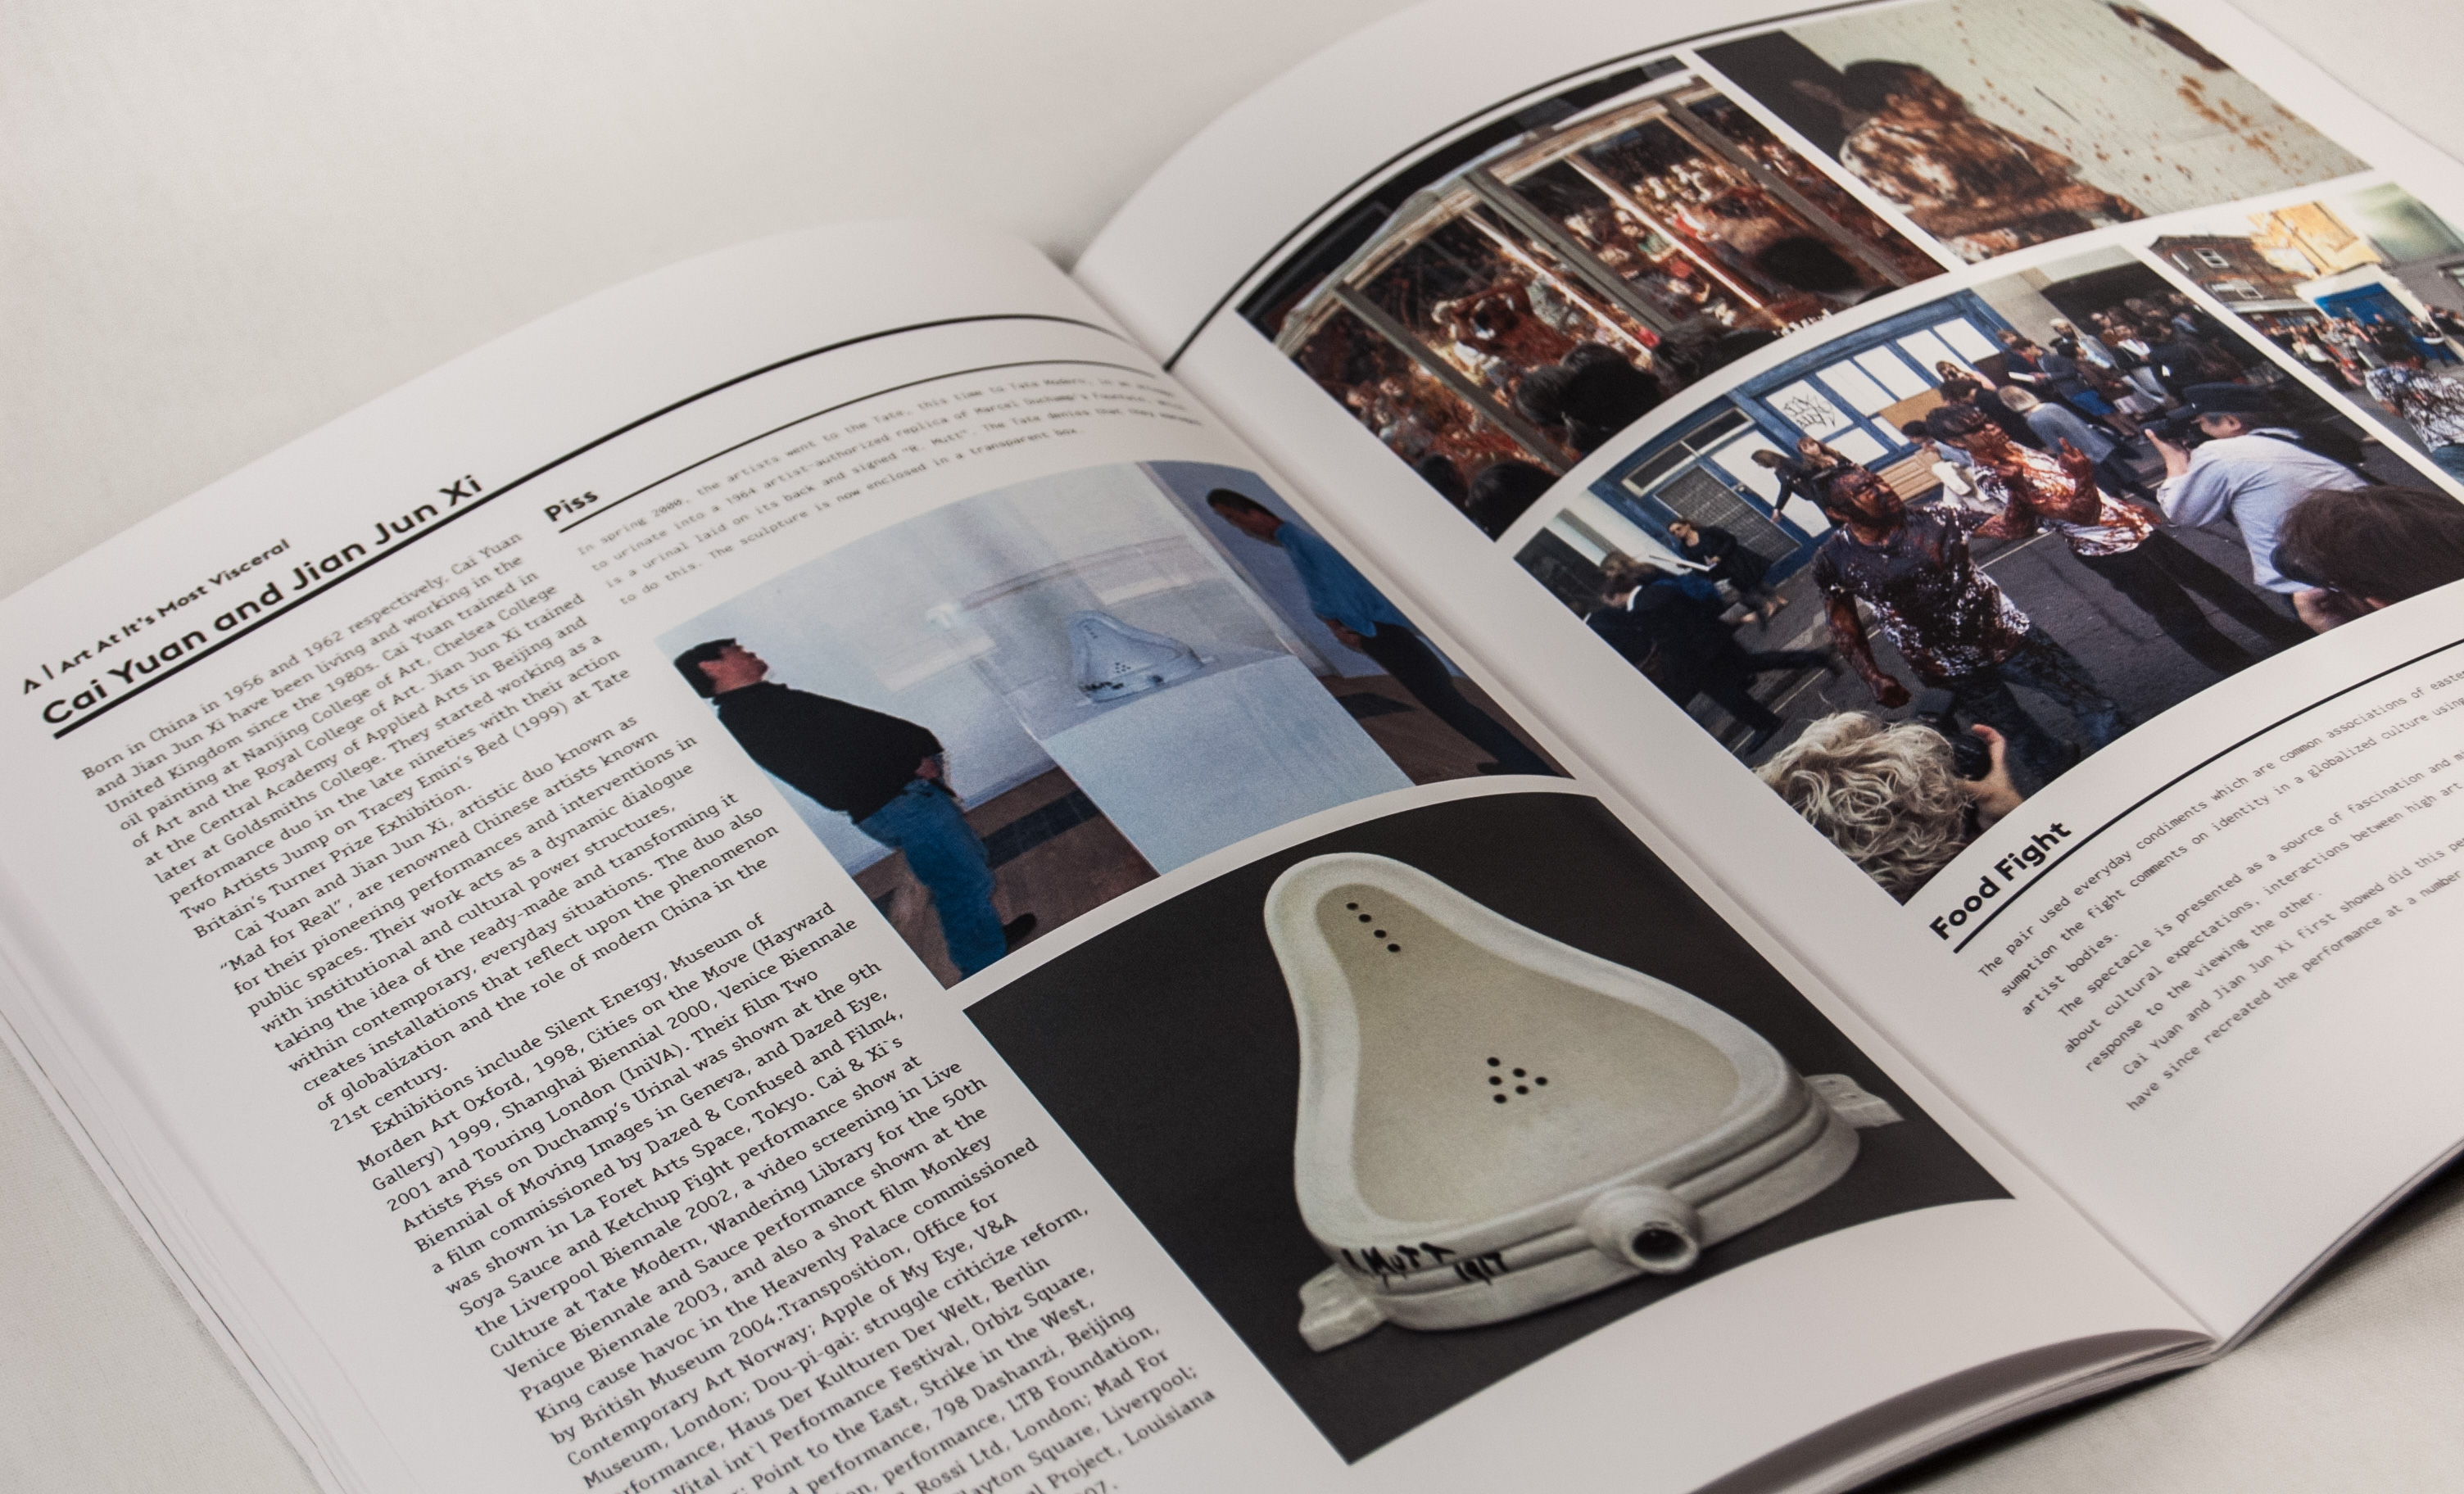 A | Art At It's Most Visceral
Cai Yuan and Jian Jun Xi
Born in China in 1956 and 1962 respectively, Cai Yuan
and Jian Jun Xi have been living and working in the
United Kingdom since the 1980s. Cai Yuan trained in
oil painting at Nanjing College of Art, Chelsea College
of Art and the Royal College of Art. Jian Jun Xi trained
at the Central Academy of Applied Arts in Beijing and
later at Goldsmiths College. They started working as a
performance duo in the late nineties with their action
Two Artists Jump on Tracey Emin's Bed (1999) at Tate
Britain's Turner Prize Exhibition.
Cai Yuan and Jian Jun Xi, artistic duo known as
“Mad for Real”, are renowned Chinese artists known
for their pioneering performances and interventions in
public spaces. Their work acts as a dynamic dialogue
with institutional and cultural power structures,
taking the idea of the ready-made and transforming it
within contemporary, everyday situations. The duo also
creates installations that reflect upon the phenomenon
of globalization and the role of modern China in the
21st century.
Exhibitions include Silent Energy, Museum of
Morden Art Oxford, 1998, Cities on the Move (Hayward
Gallery) 1999, Shanghai Biennial 2000, Venice Biennale
2001 and Touring London (IniVA). Their film Two
Artists Piss on Duchamp's Urinal was shown at the 9th
Biennial of Moving Images in Geneva, and Dazed Eye,
a film commissioned by Dazed & Confused and Film4,
was shown in La Foret Arts Space, Tokyo. Cai & Xi`s
Soya Sauce and Ketchup Fight performance show at
the Liverpool Biennale 2002, a video screening in Live
Culture at Tate Modern, Wandering Library for the 50th
Venice Biennale and Sauce performance shown at the
Prague Biennale 2003, and also a short film Monkey
King cause havoc in the Heavenly Palace commissioned
by British Museum 2004.Transposition, Office for
Contemporary Art Norway; Apple of My Eye, V&A
Museum, London; Dou-pi-gai: struggle criticize reform,
performance, Haus Der Kulturen Der Welt, Berlin
Vital int`l Performance Festival, Orbiz Square,
Point to the East, Strike in the West,
performance, 798 Dashanzi, Beijing
performance, LTB Foundation,
Rossi Ltd, London; Mad For
Square, Liverpool;
Project, Louisiana
Piss
In spring 2000, the artists went to the Tate, this time to Tate Modern, in an
to urinate into a 1964 artist-authorized replica of Marcel Duchamp's Fountain, which
is a urinal laid on its back and signed "R. Mutt". The Tate denies that they managed
to do this. The sculpture is now enclosed in a transparent box.
MUTT
1917
Food Fight
The pair used everyday condiments which are common associations of
sumption the fight comments on identity in a globalized culture using
artist bodies.
The spectacle is presented as a source of fascination and
about cultural expectations, interactions between high art
response to the viewing the other.
Cai Yuan and Jian Jun Xi first showed did this
have since recreated the performance at a number